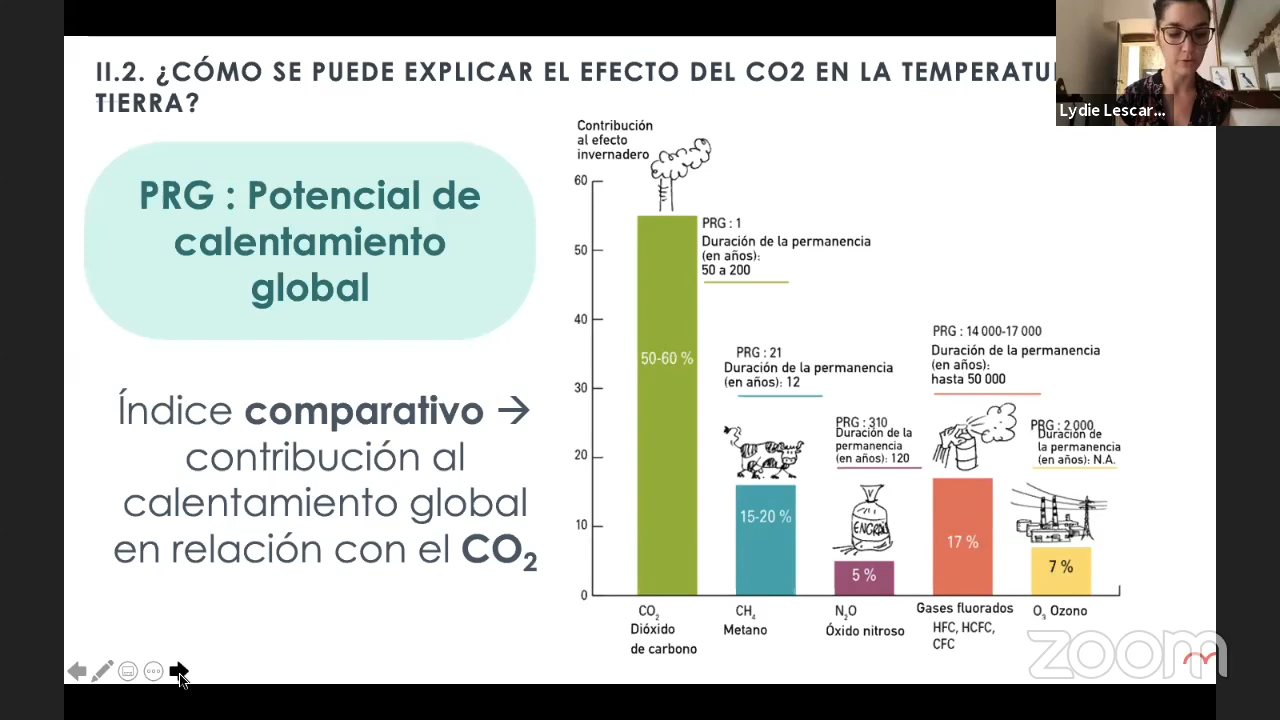 II.2. ¿CÓMO SE PUEDE EXPLICAR EL EFECTO DEL CO2 EN LA
TIERRA?
Lydie Lescar...
PRG : Potencial de
calentamiento
global
Índice comparativo →
contribución al
calentamiento global
en relación con el CO₂
Contribución
al efecto
invernadero
60
50
40
30
20
10
0
PRG : 1
Duración de la permanencia
(en años):
50 a 200
50-60 %
PRG : 21
Duración de la permanencia
(en años): 12
15-20 %
PRG : 310
Duración de la
permanencia
(en años): 120
ENGRAIS
5 %
PRG : 14 000-17 000
Duración de la permanencia
(en años):
hasta 50 000
17 %
PRG : 2 000
Duración de
la permanencia
(en años): N.A.
7 %
CO₂
Dióxido
de carbono
CH₄
Metano
N₂O
Óxido nitroso
Gases fluorados
HFC, HCFC,
CFC
O₃ Ozono
zoom